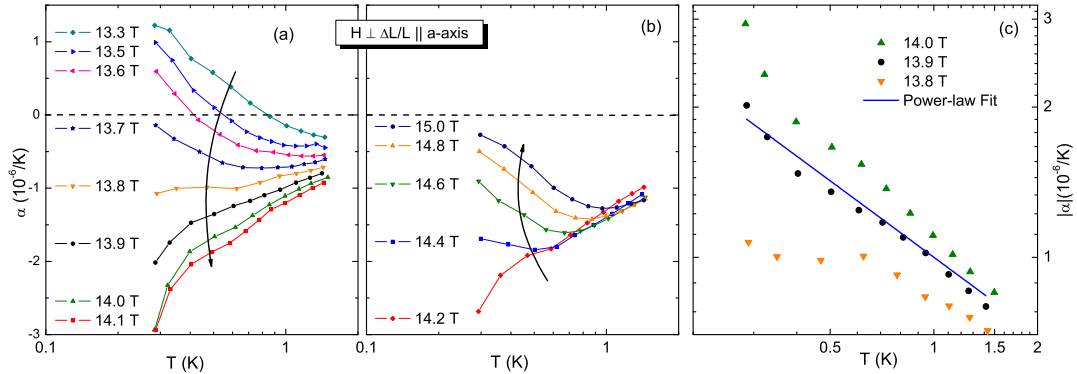 (a)
H ⊥ ΔL/L || a-axis
(b)
(c)
13.3 T
13.5 T
13.6 T
13.7 T
13.8 T
13.9 T
14.0 T
14.1 T
1
0
-1
-2
-3
α (10⁻⁶/K)
0.1
1
T (K)
15.0 T
14.8 T
14.6 T
14.4 T
14.2 T
0.1
1
T (K)
14.0 T
13.9 T
13.8 T
Power-law Fit
3
2
1
|α|(10⁻⁶/K)
0.5
1
1.5
2
T (K)